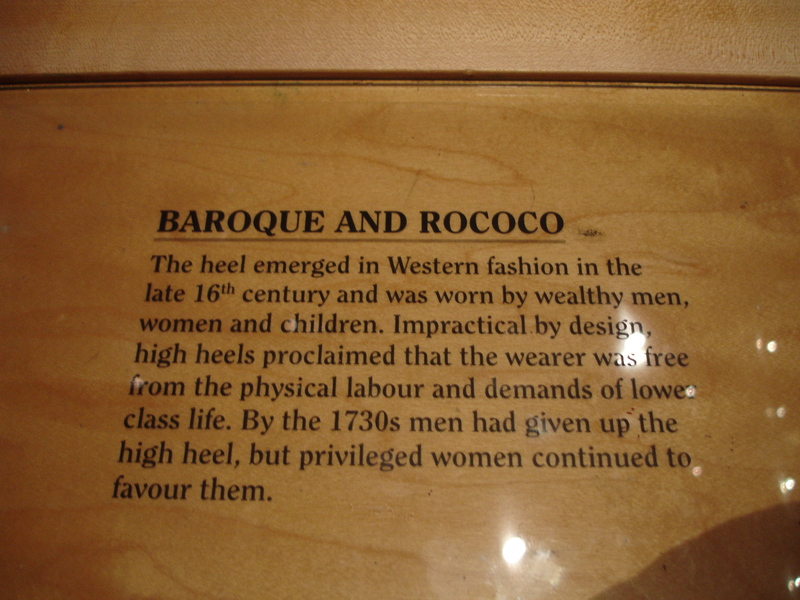 BAROQUE AND ROCOCO
The heel emerged in Western fashion in the
late 16th century and was worn by wealthy men,
women and children. Impractical by design,
high heels proclaimed that the wearer was free
from the physical labour and demands of lower
class life. By the 1730s men had given up the
high heel, but privileged women continued to
favour them.